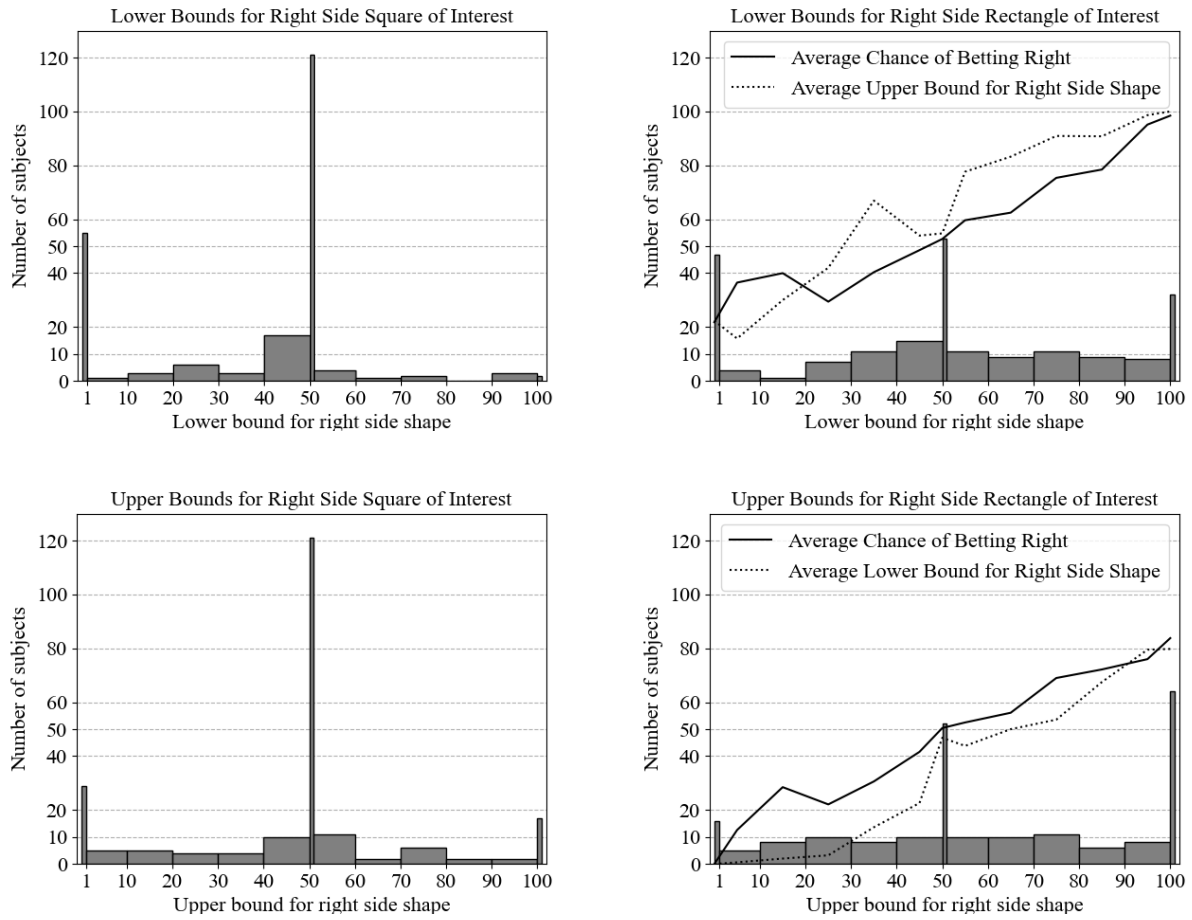 Lower Bounds for Right Side Square of Interest
Number of subjects
120
100
80
60
50
40
20
10
0
1 10 20 30 40 50 60 70 80 90 100
Lower bound for right side shape
Lower Bounds for Right Side Rectangle of Interest
Average Chance of Betting Right
Average Upper Bound for Right Side Shape
Number of subjects
120
100
80
60
50
40
20
10
0
1 10 20 30 40 50 60 70 80 90 100
Lower bound for right side shape
Upper Bounds for Right Side Square of Interest
Number of subjects
120
100
80
60
50
40
20
10
0
1 10 20 30 40 50 60 70 80 90 100
Upper bound for right side shape
Upper Bounds for Right Side Rectangle of Interest
Average Chance of Betting Right
Average Lower Bound for Right Side Shape
Number of subjects
120
100
80
60
50
40
20
10
0
1 10 20 30 40 50 60 70 80 90 100
Upper bound for right side shape